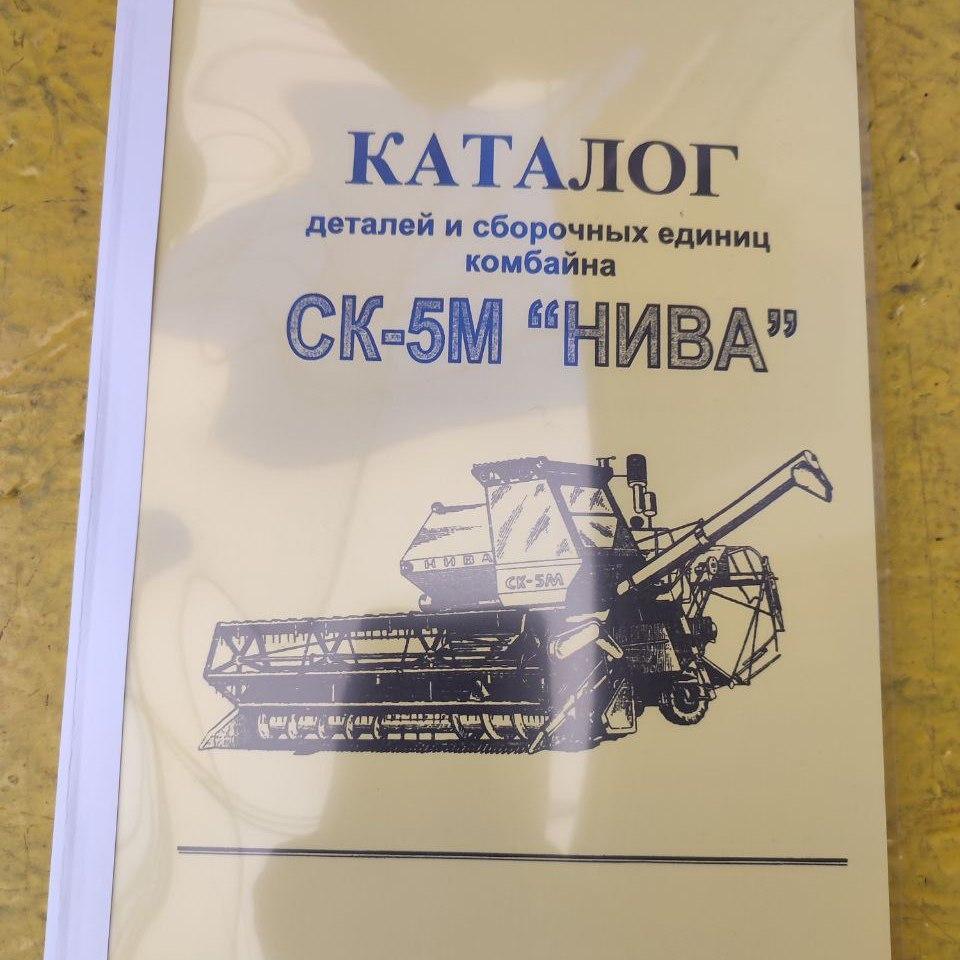 КАТАЛОГ
деталей и сборочных единиц
комбайна
СК-5М “НИВА”
НИВА
СК-5М